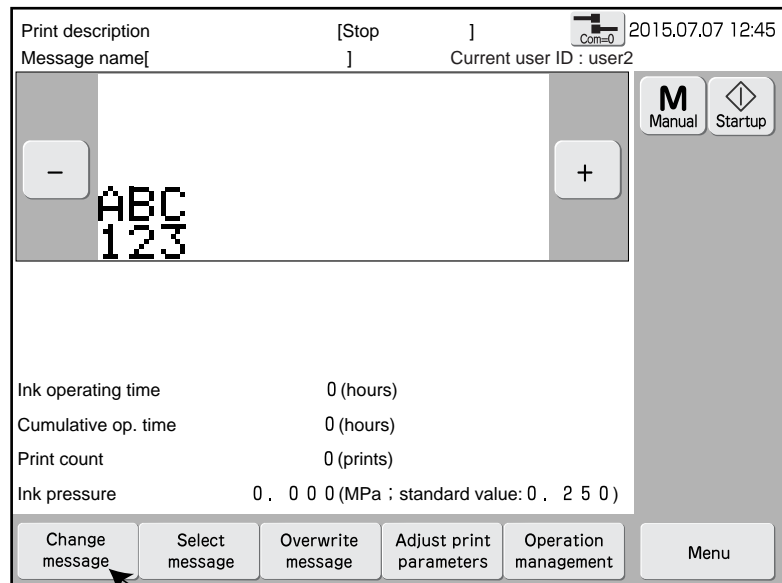 Print description [Stop ] Com=0 2015.07.07 12:45
Message name[ ] Current user ID : user2
M
Manual
Startup
-
+
ABC
123
Ink operating time 0 (hours)
Cumulative op. time 0 (hours)
Print count 0 (prints)
Ink pressure 0. 000 (MPa ; standard value: 0. 250)
Change message
Select message
Overwrite message
Adjust print parameters
Operation management
Menu